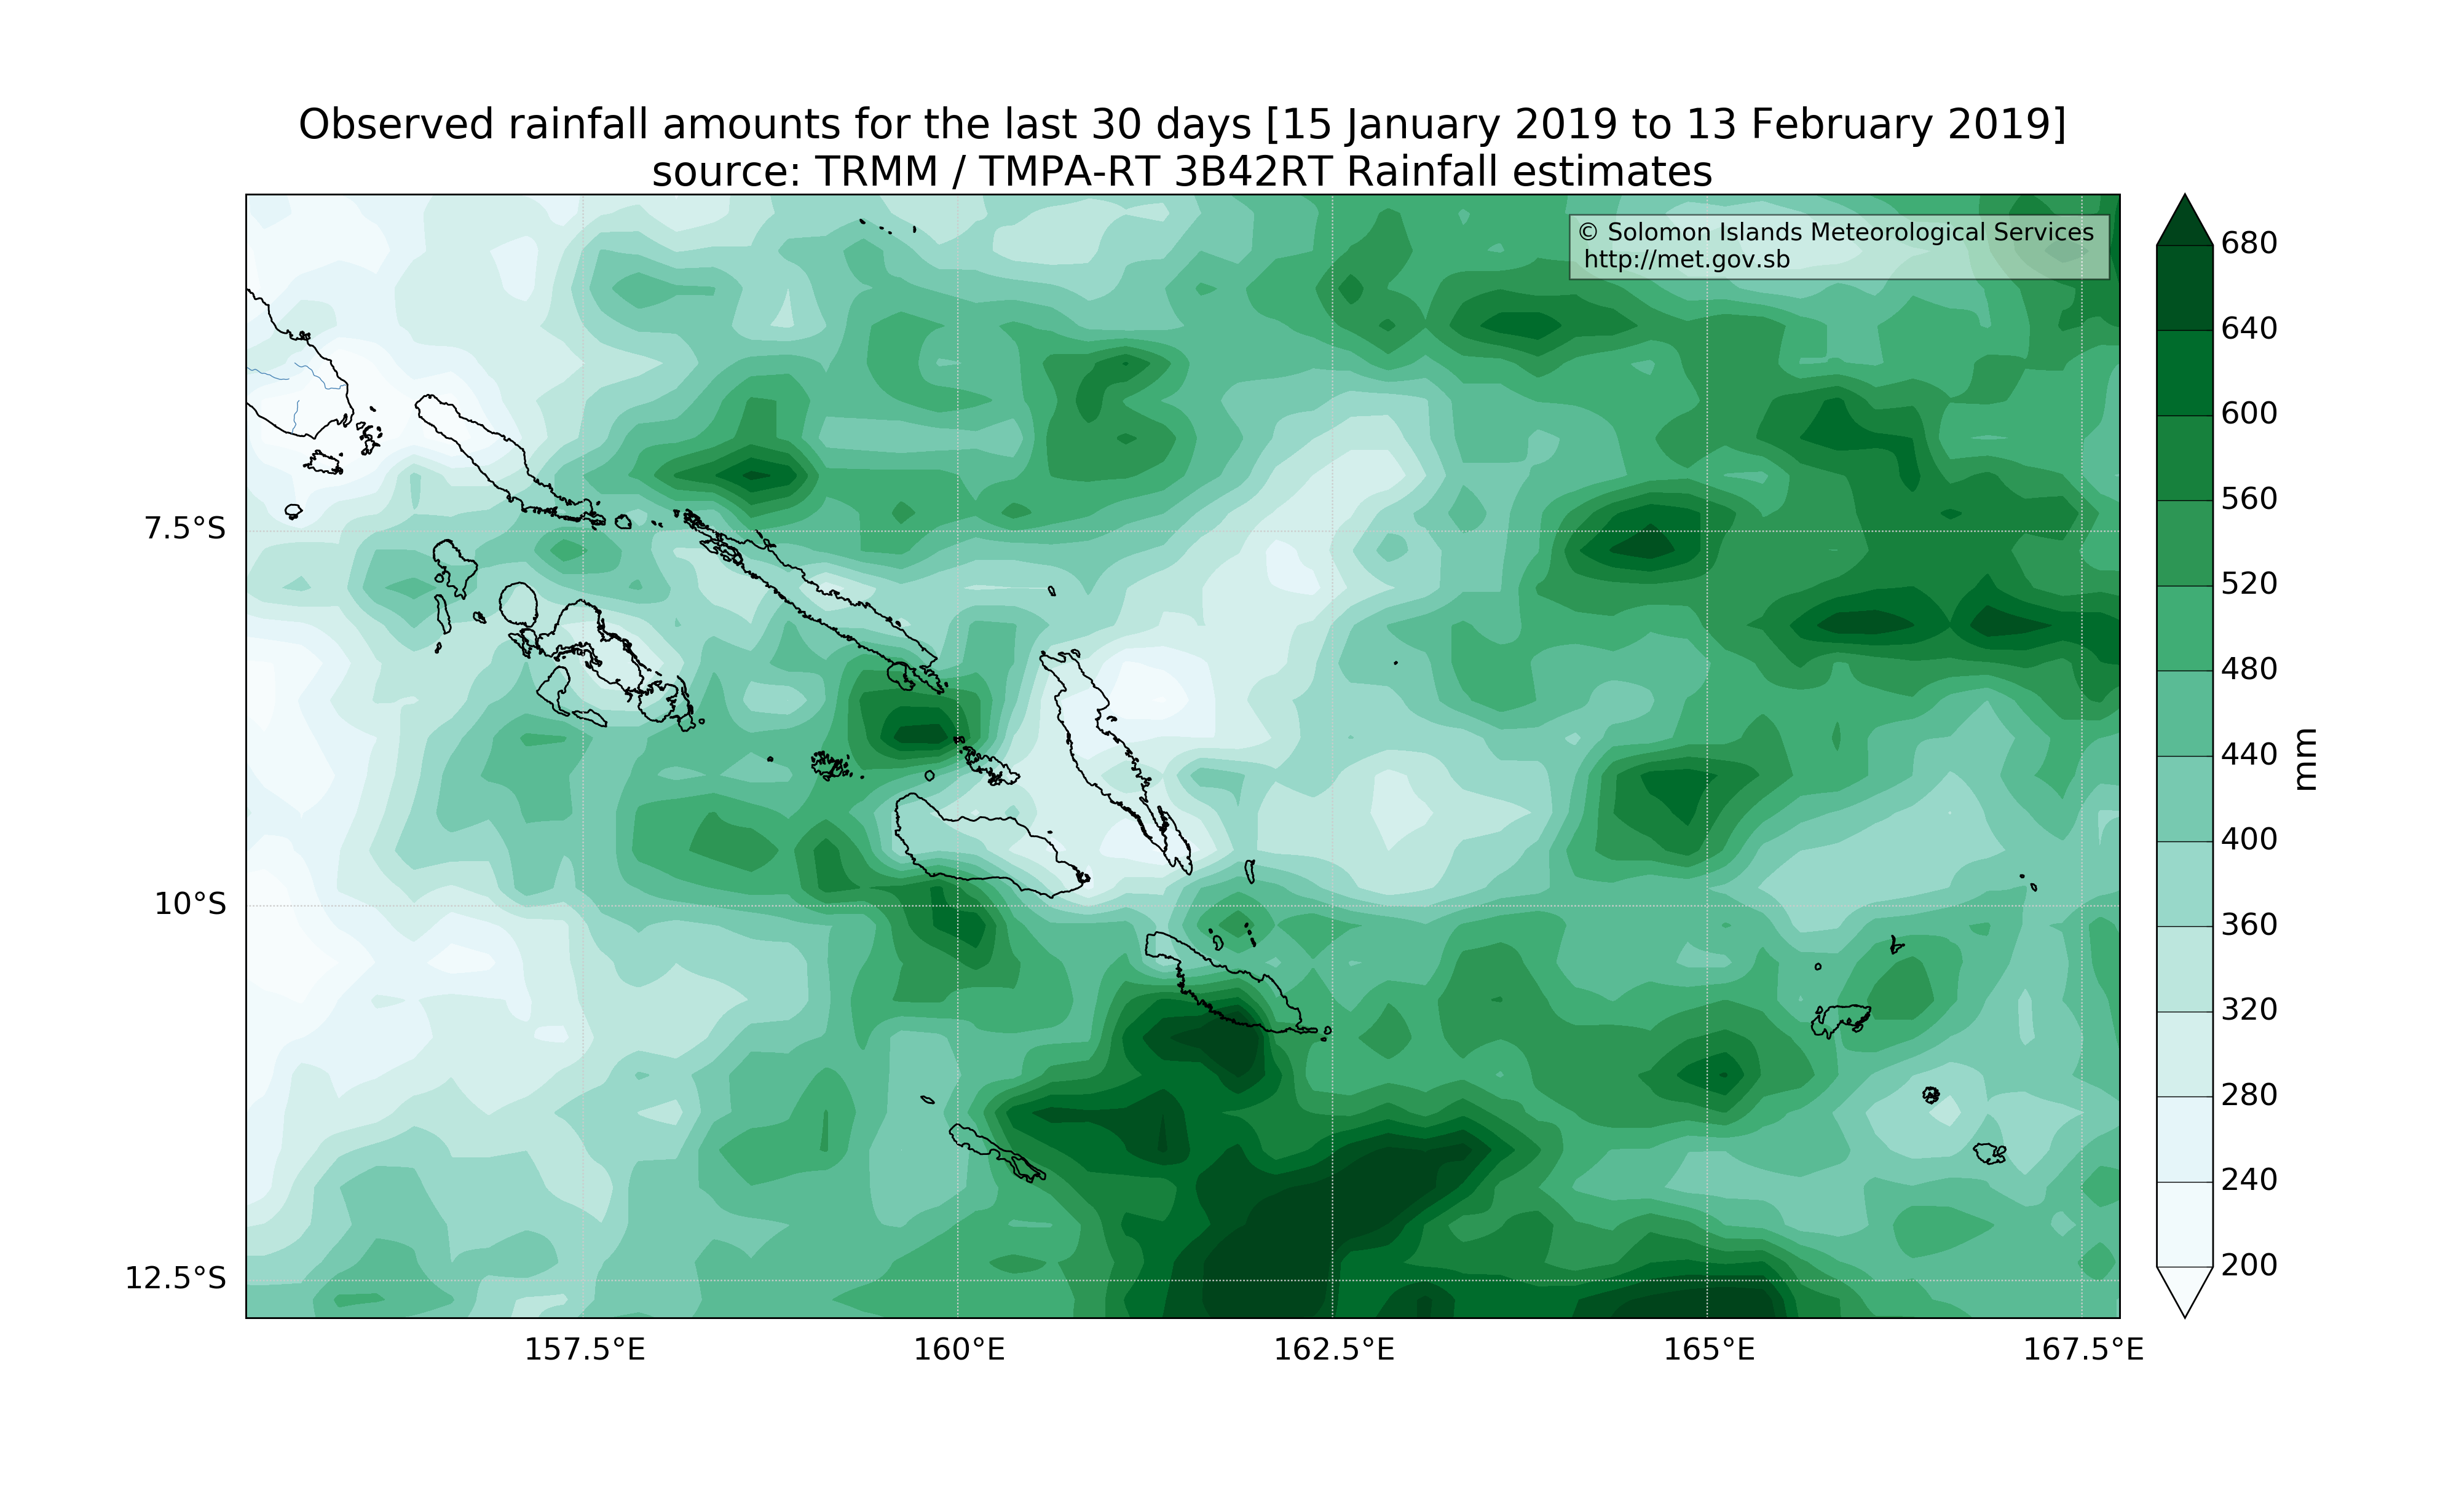 Observed rainfall amounts for the last 30 days [15 January 2019 to 13 February 2019]
source: TRMM / TMPA-RT 3B42RT Rainfall estimates
© Solomon Islands Meteorological Services
http://met.gov.sb
7.5°S
10°S
12.5°S
157.5°E
160°E
162.5°E
165°E
167.5°E
680
640
600
560
520
480
440
400
360
320
280
240
200
mm